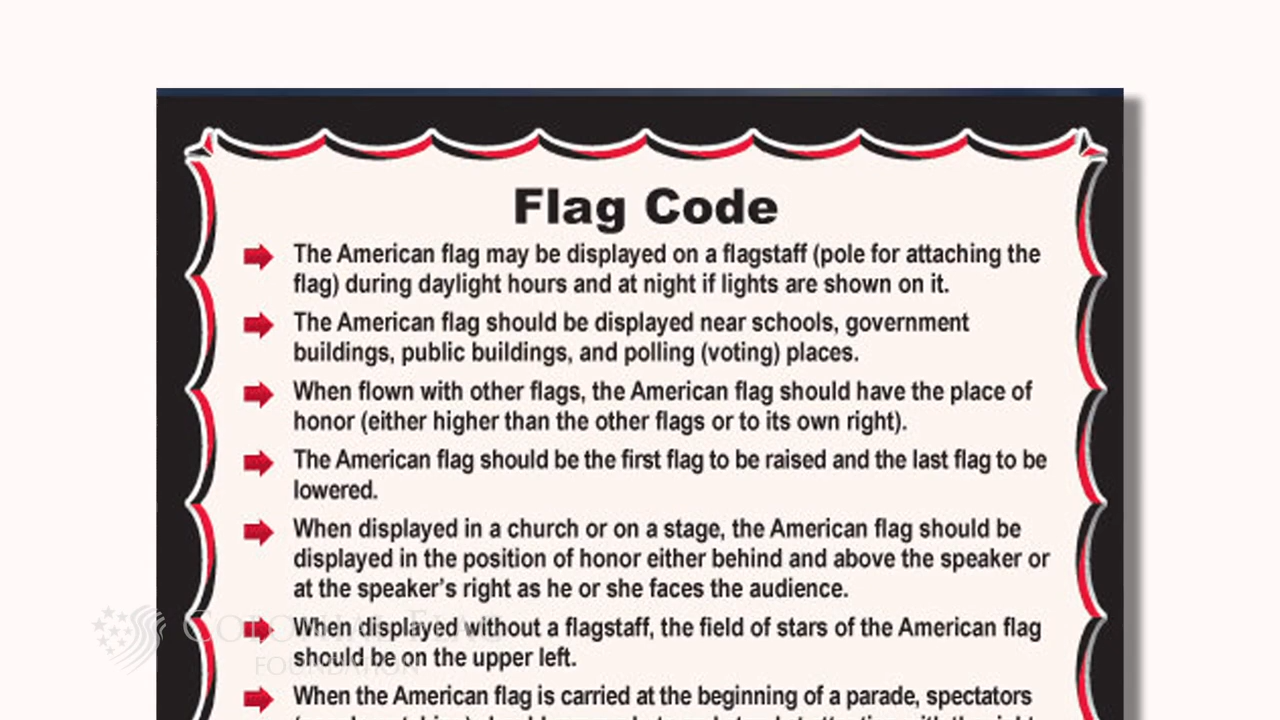 Flag Code
The American flag may be displayed on a flagstaff (pole for attaching the
flag) during daylight hours and at night if lights are shown on it.
The American flag should be displayed near schools, government
buildings, public buildings, and polling (voting) places.
When flown with other flags, the American flag should have the place of
honor (either higher than the other flags or to its own right).
The American flag should be the first flag to be raised and the last flag to be
lowered.
When displayed in a church or on a stage, the American flag should be
displayed in the position of honor either behind and above the speaker or
at the speaker's right as he or she faces the audience.
When displayed without a flagstaff, the field of stars of the American flag
should be on the upper left.
When the American flag is carried at the beginning of a parade, spectators
COLONIAL FLAG
FOUNDATION